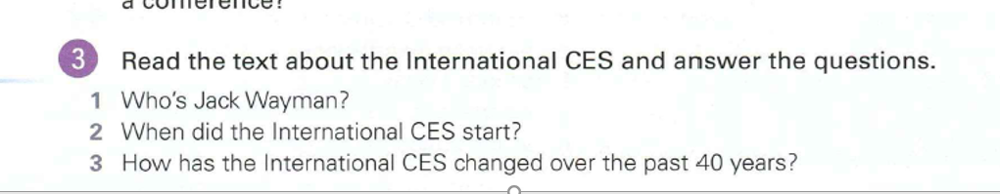 a conference?
3 Read the text about the International CES and answer the questions.
1 Who's Jack Wayman?
2 When did the International CES start?
3 How has the International CES changed over the past 40 years?